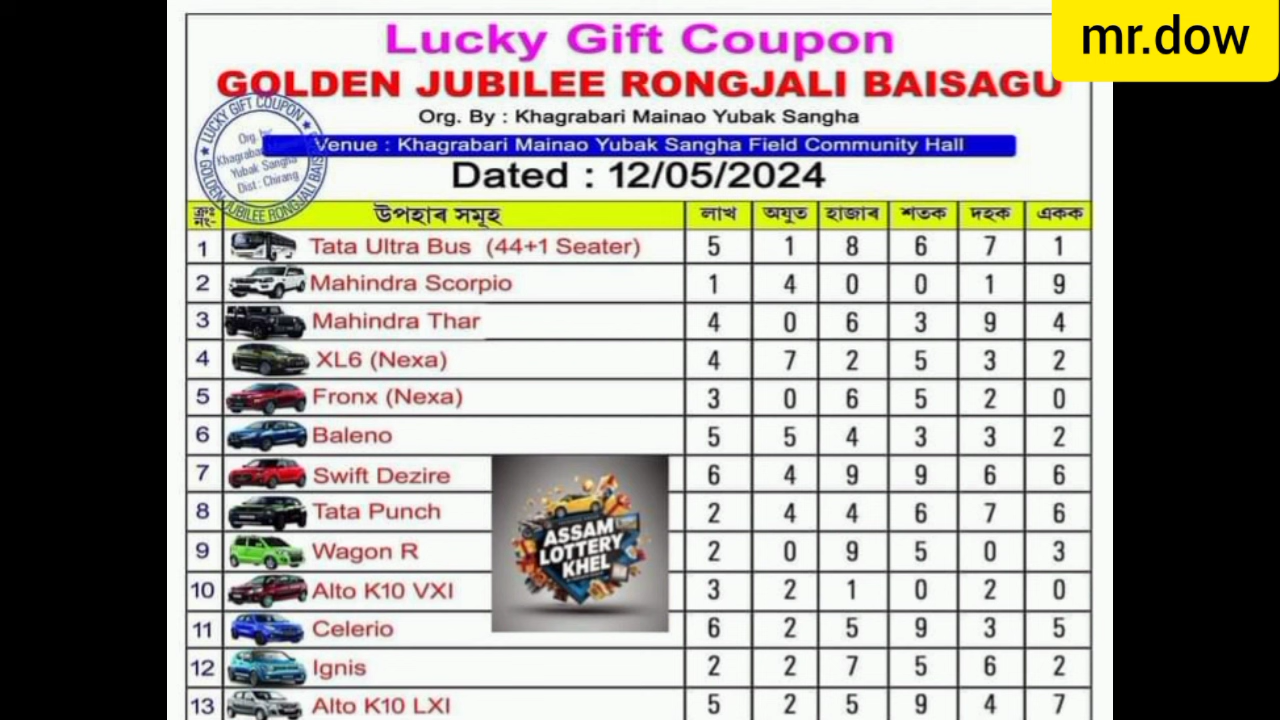 mr.dow
Lucky Gift Coupon
GOLDEN JUBILEE RONGJALI BAISAGU
Org. By : Khagrabari Mainao Yubak Sangha
Venue : Khagrabari Mainao Yubak Sangha Field Community Hall
Dated : 12/05/2024
★ LUCKY GIFT COUPON ★
GOLDEN JUBILEE RONGJALI BAISAGU
Org. by
Khagrabari Mainao
Yubak Sangha
Dist : Chirang
ক্ৰঃ নং- উপহাৰ সমূহ লাখ অযুত হাজাৰ শতক দহক একক
1 Tata Ultra Bus (44+1 Seater) 5 1 8 6 7 1
2 Mahindra Scorpio 1 4 0 0 1 9
3 Mahindra Thar 4 0 6 3 9 4
4 XL6 (Nexa) 4 7 2 5 3 2
5 Fronx (Nexa) 3 0 6 5 2 0
6 Baleno 5 5 4 3 3 2
7 Swift Dezire 6 4 9 9 6 6
8 Tata Punch 2 4 4 6 7 6
9 Wagon R 2 0 9 5 0 3
10 Alto K10 VXI 3 2 1 0 2 0
11 Celerio 6 2 5 9 3 5
12 Ignis 2 2 7 5 6 2
13 Alto K10 LXI 5 2 5 9 4 7
ASSAM
LOTTERY
KHEL